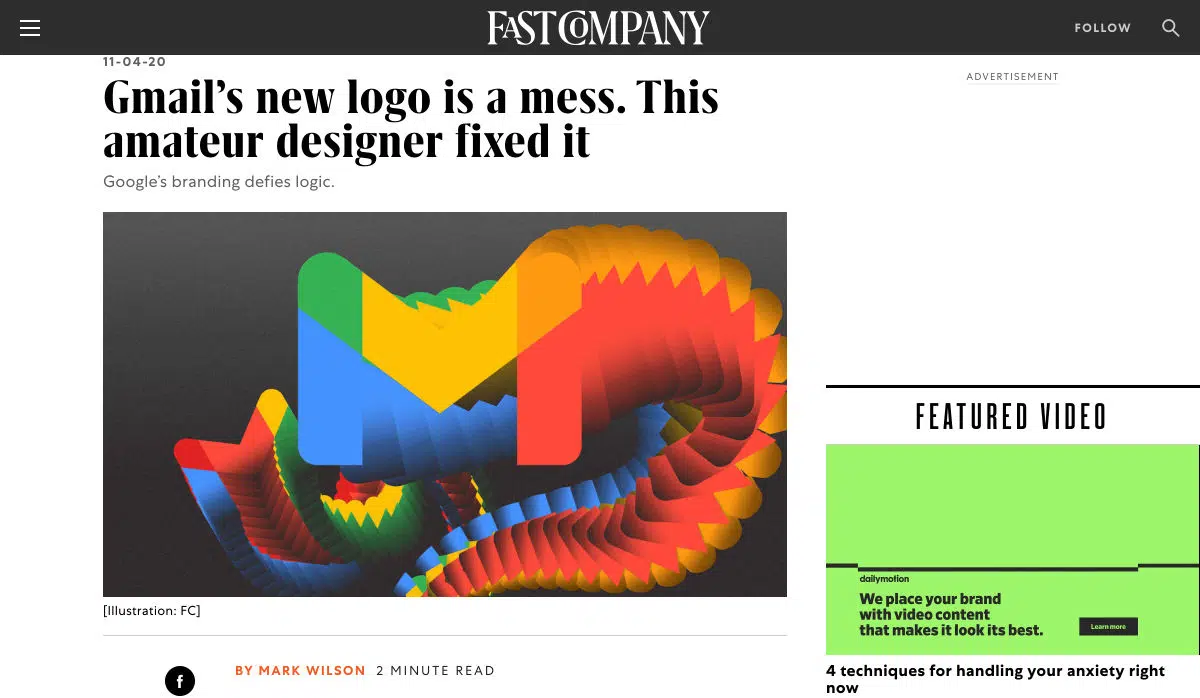 FAST COMPANY
FOLLOW
11-04-20
Gmail’s new logo is a mess. This
amateur designer fixed it
Google’s branding defies logic.
[Illustration: FC]
f
BY MARK WILSON 2 MINUTE READ
ADVERTISEMENT
FEATURED VIDEO
dailymotion
We place your brand
with video content
that makes it look its best.
Learn more
4 techniques for handling your anxiety right
now